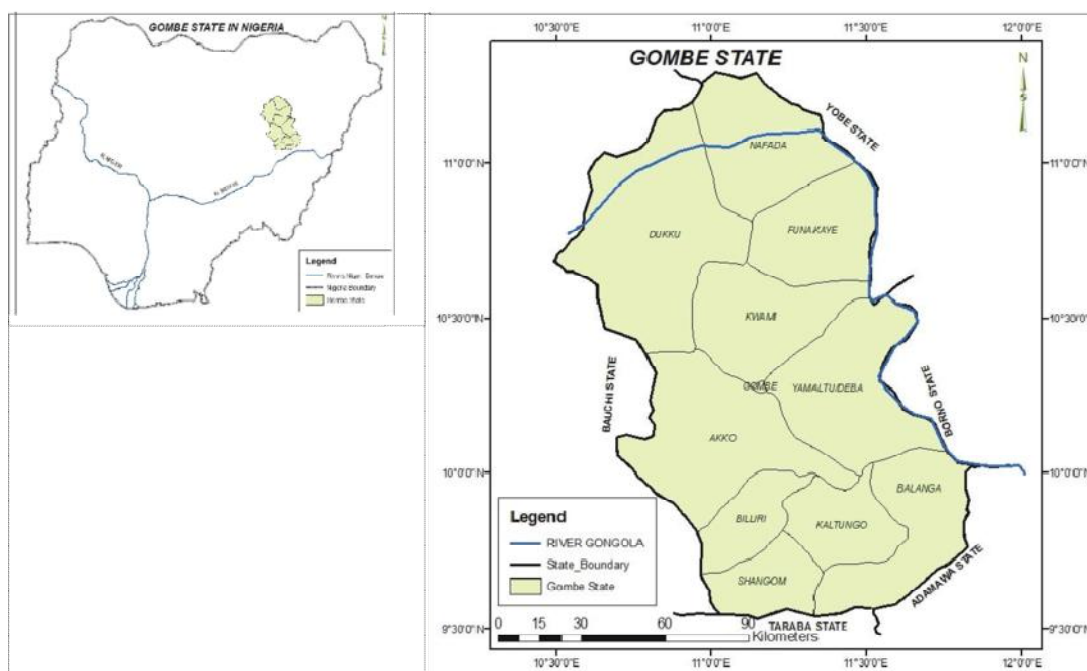 GOMBE STATE IN NIGERIA
N
R. NIGER
R. BENUE
Legend
Nigeria Boundary
Gombe State
10°30'0"E 11°0'0"E 11°30'0"E 12°0'0"E
GOMBE STATE
N
S
YOBE STATE
11°0'0"N
11°0'0"N
NAFADA
DUKKU
FUNAKAYE
10°30'0"N
10°30'0"N
KWAMI
GOMBE
YAMALTU/DEBA
BAUCHI STATE
BORNO STATE
AKKO
10°0'0"N
10°0'0"N
BALANGA
Legend
RIVER GONGOLA
State_Boundary
Gombe State
BILLIRI
KALTUNGO
SHANGOM
ADAMAWA STATE
TARABA STATE
0 15 30 60 90
Kilometers
9°30'0"N
9°30'0"N
10°30'0"E 11°0'0"E 11°30'0"E 12°0'0"E